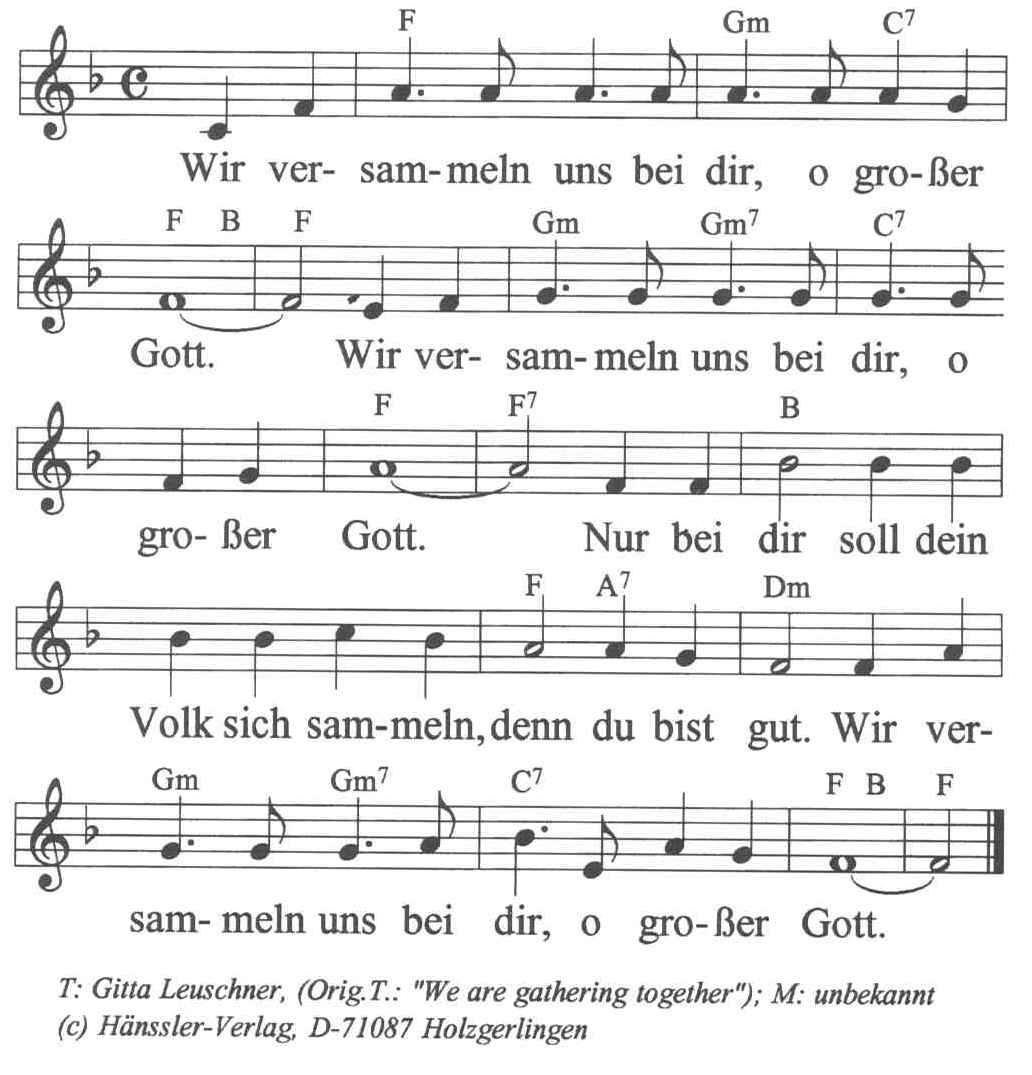 F Gm C7
Wir ver- sam-meln uns bei dir, o gro-ßer
F B F Gm Gm7 C7
Gott. Wir ver- sam- meln uns bei dir, o
F F7 B
gro- ßer Gott. Nur bei dir soll dein
F A7 Dm
Volk sich sam-meln, denn du bist gut. Wir ver-
Gm Gm7 C7 F B F
sam- meln uns bei dir, o gro-ßer Gott.
T: Gitta Leuschner, (Orig.T.: "We are gathering together"); M: unbekannt
(c) Hänssler-Verlag, D-71087 Holzgerlingen